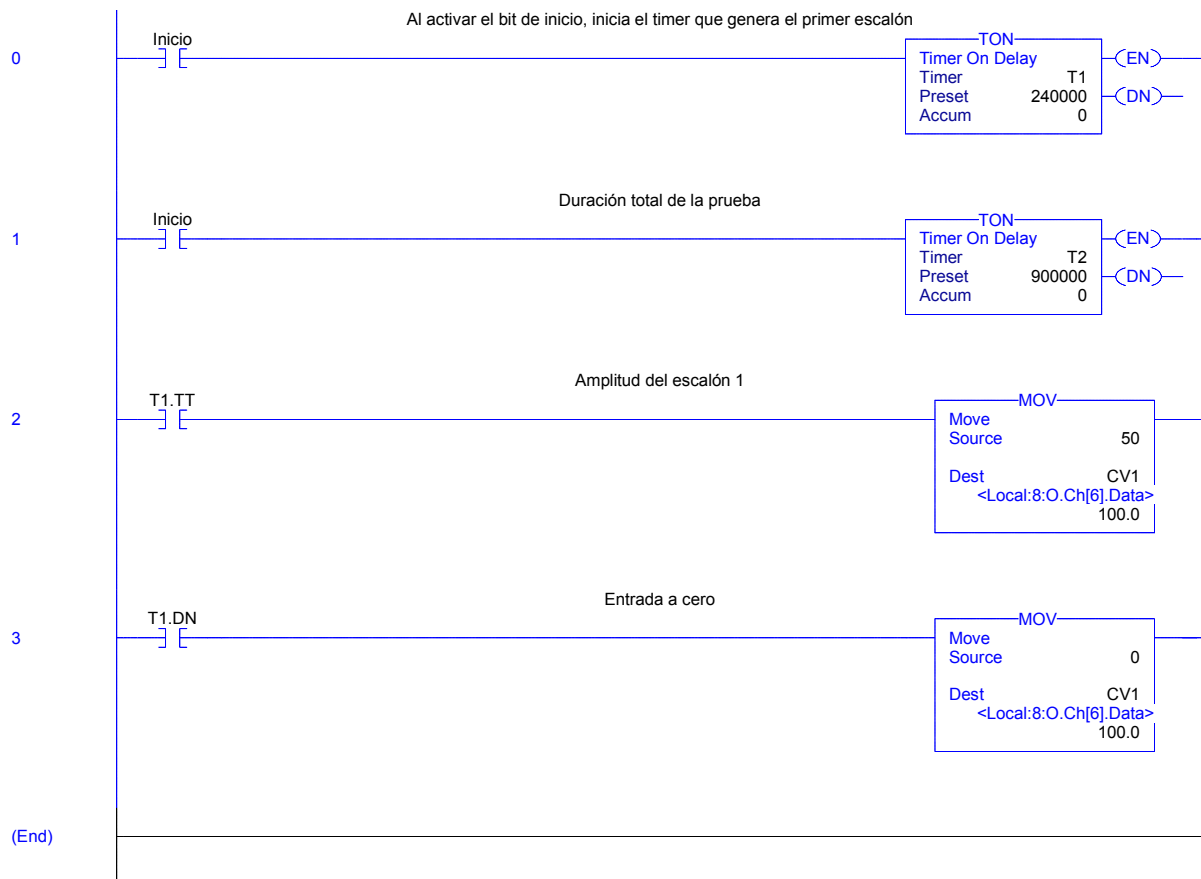 Al activar el bit de inicio, inicia el timer que genera el primer escalón
0
Inicio
TON
Timer On Delay
Timer T1
Preset 240000
Accum 0
EN
DN
Duración total de la prueba
1
Inicio
TON
Timer On Delay
Timer T2
Preset 900000
Accum 0
EN
DN
Amplitud del escalón 1
2
T1.TT
MOV
Move
Source 50
Dest CV1
<Local:8:O.Ch[6].Data>
100.0
Entrada a cero
3
T1.DN
MOV
Move
Source 0
Dest CV1
<Local:8:O.Ch[6].Data>
100.0
(End)